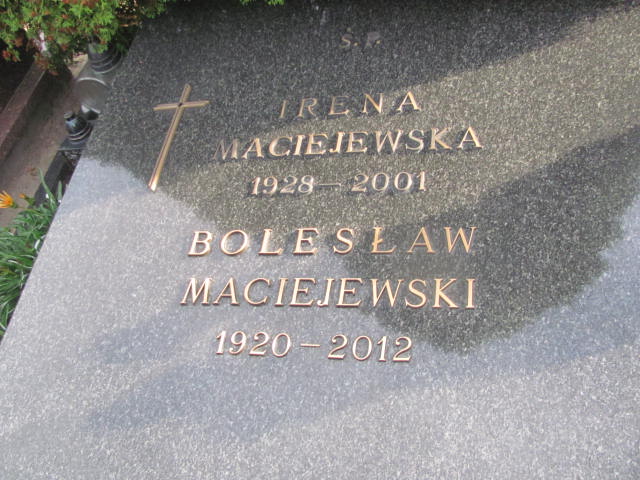 Ś.P.
IRENA
MACIEJEWSKA
1928-2001
BOLESŁAW
MACIEJEWSKI
1920-2012